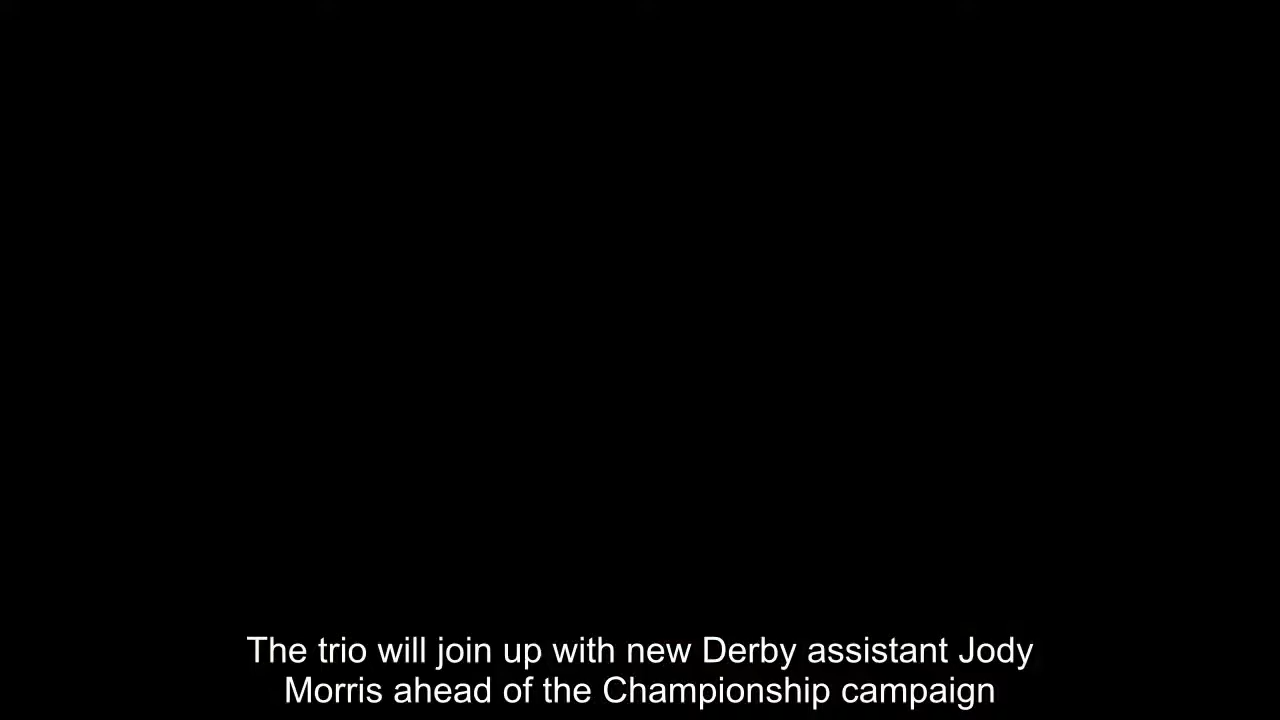 The trio will join up with new Derby assistant Jody
Morris ahead of the Championship campaign